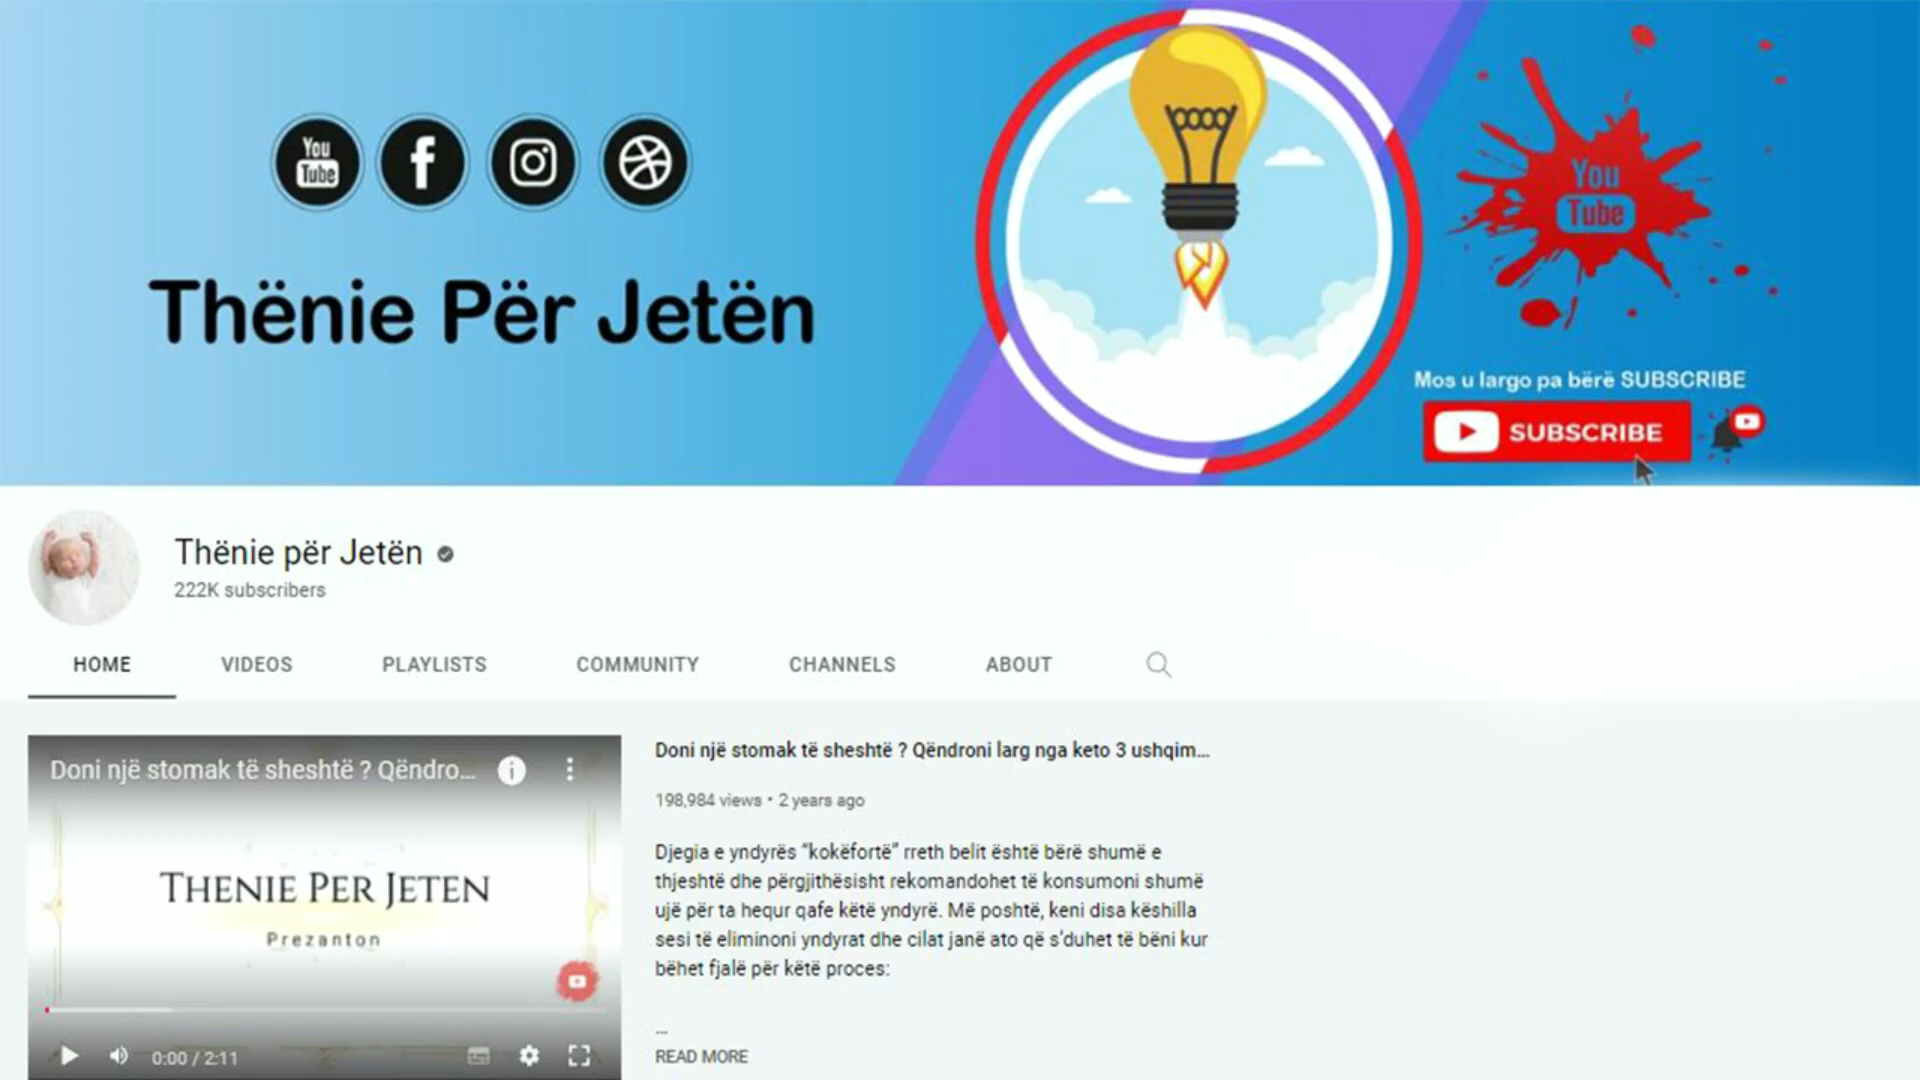 You
Tube
Thënie Për Jetën
You
Tube
Mos u largo pa bërë SUBSCRIBE
SUBSCRIBE
Thënie për Jetën
222K subscribers
HOME VIDEOS PLAYLISTS COMMUNITY CHANNELS ABOUT
Doni një stomak të sheshtë ? Qëndro...
THENIE PER JETEN
Prezanton
0:00 / 2:11
Doni një stomak të sheshtë ? Qëndroni larg nga keto 3 ushqim...
198,984 views • 2 years ago
Djegia e yndyrës “kokëfortë” rreth belit është bërë shumë e
thjeshtë dhe përgjithësisht rekomandohet të konsumoni shumë
ujë për ta hequr qafe këtë yndyrë. Më poshtë, keni disa këshilla
sesi të eliminoni yndyrat dhe cilat janë ato që s'duhet të bëni kur
bëhet fjalë për këtë proces:
...
READ MORE